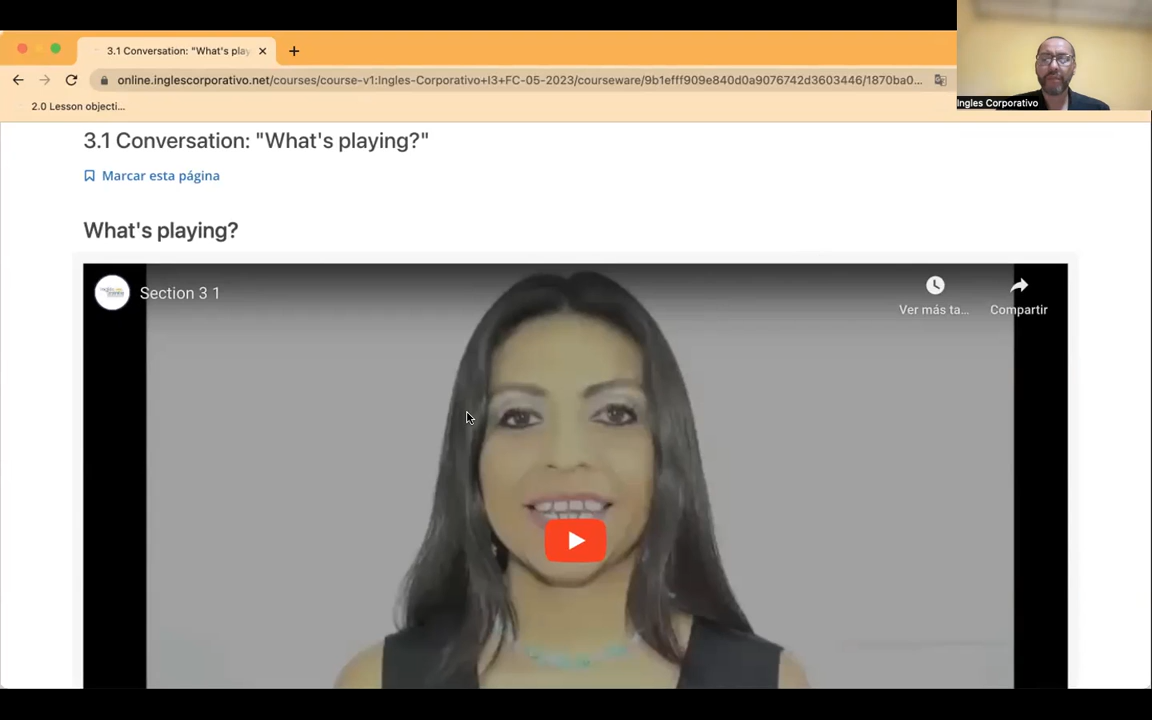 3.1 Conversation: "What's play
online.inglescorporativo.net/courses/course-v1:Ingles-Corporativo+I3+FC-05-2023/courseware/9b1efff909e840d0a9076742d3603446/1870ba0...
Ingles Corporativo
2.0 Lesson objecti...
3.1 Conversation: "What's playing?"
Marcar esta página
What's playing?
Section 3 1
Ver más ta...
Compartir